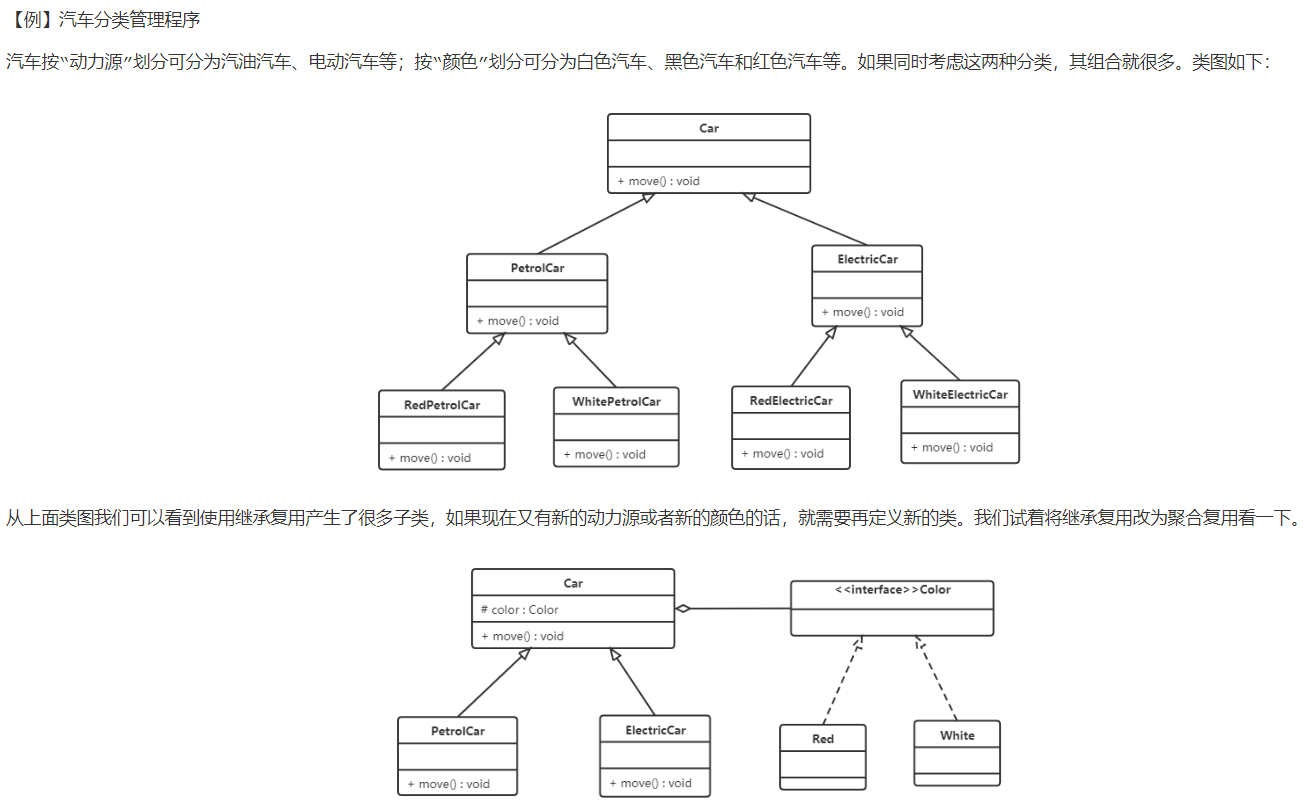 【例】汽车分类管理程序
汽车按“动力源”划分可分为汽油汽车、电动汽车等；按“颜色”划分可分为白色汽车、黑色汽车和红色汽车等。如果同时考虑这两种分类，其组合就很多。类图如下：
Car
+ move() : void
PetrolCar
+ move() : void
ElectricCar
+ move() : void
RedPetrolCar
+ move() : void
WhitePetrolCar
+ move() : void
RedElectricCar
+ move() : void
WhiteElectricCar
+ move() : void
从上面类图我们可以看到使用继承复用产生了很多子类，如果现在又有新的动力源或者新的颜色的话，就需要再定义新的类。我们试着将继承复用改为聚合复用看一下。
Car
# color : Color
+ move() : void
<<interface>>Color
PetrolCar
+ move() : void
ElectricCar
+ move() : void
Red
White